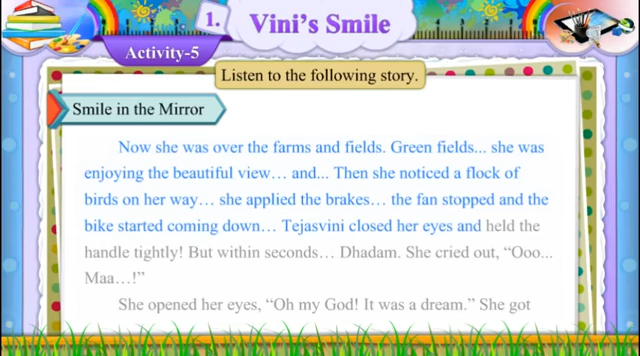 1.
Vini's Smile
Activity-5
Listen to the following story.
Smile in the Mirror
Now she was over the farms and fields. Green fields... she was
enjoying the beautiful view... and... Then she noticed a flock of
birds on her way... she applied the brakes... the fan stopped and the
bike started coming down... Tejasvini closed her eyes and held the
handle tightly! But within seconds... Dhadam. She cried out, “Ooo...
Maa...!”
She opened her eyes, “Oh my God! It was a dream.” She got